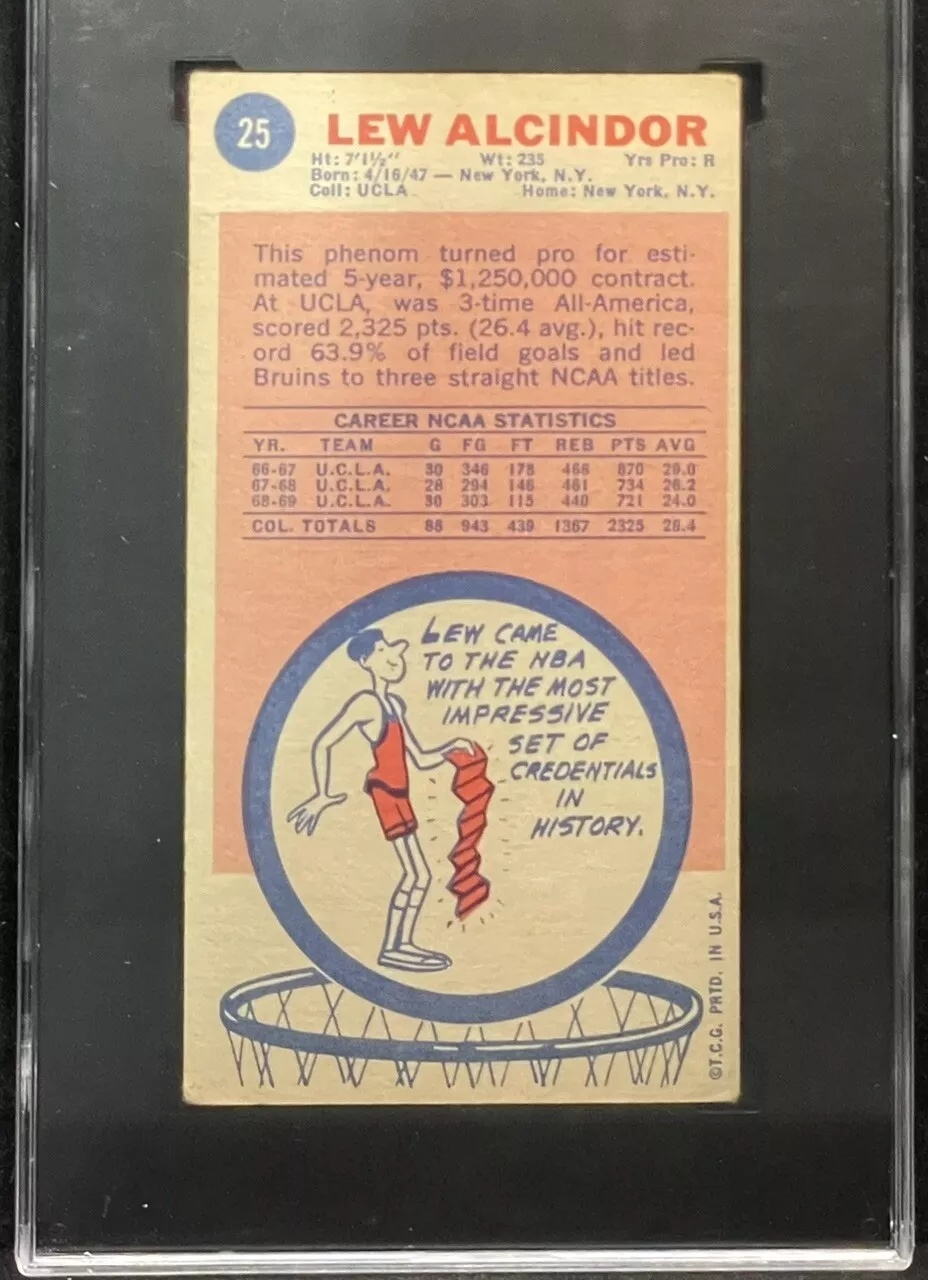 25
LEW ALCINDOR
Ht: 7'1½" Wt: 235 Yrs Pro: R
Born: 4/16/47 — New York, N.Y.
Coll: UCLA Home: New York, N.Y.
This phenom turned pro for esti-
mated 5-year, $1,250,000 contract.
At UCLA, was 3-time All-America,
scored 2,325 pts. (26.4 avg.), hit rec-
ord 63.9% of field goals and led
Bruins to three straight NCAA titles.
CAREER NCAA STATISTICS
YR. TEAM G FG FT REB PTS AVG
66-67 U.C.L.A. 30 346 178 466 870 29.0
67-68 U.C.L.A. 28 294 146 461 734 26.2
68-69 U.C.L.A. 30 303 115 440 721 24.0
COL. TOTALS 88 943 439 1367 2325 26.4
LEW CAME
TO THE NBA
WITH THE MOST
IMPRESSIVE
SET OF
CREDENTIALS
IN
HISTORY.
©T.C.G. PRTD. IN U.S.A.